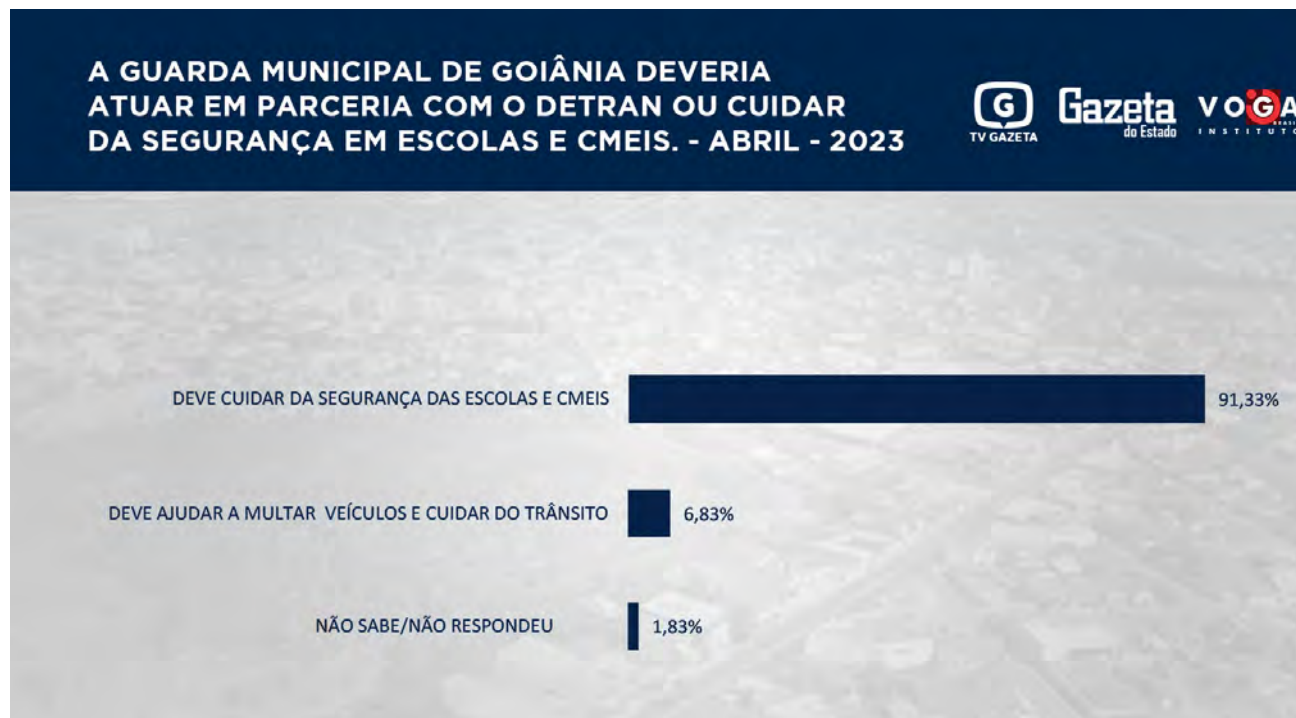 A GUARDA MUNICIPAL DE GOIÂNIA DEVERIA
ATUAR EM PARCERIA COM O DETRAN OU CUIDAR
DA SEGURANÇA EM ESCOLAS E CMEIS. - ABRIL - 2023
G
TV GAZETA
Gazeta
do Estado
VOGA
BRASIL
INSTITUTO
DEVE CUIDAR DA SEGURANÇA DAS ESCOLAS E CMEIS 91,33%
DEVE AJUDAR A MULTAR VEÍCULOS E CUIDAR DO TRÂNSITO 6,83%
NÃO SABE/NÃO RESPONDEU 1,83%